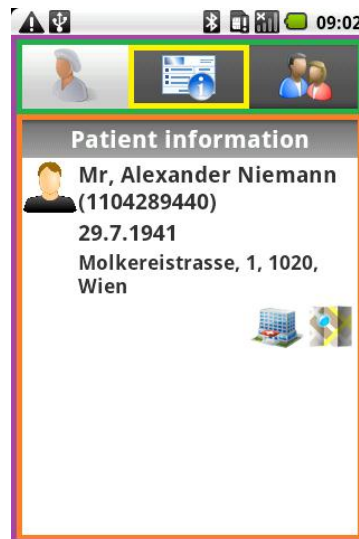 09:02
Patient information
Mr, Alexander Niemann
(1104289440)
29.7.1941
Molkereistrasse, 1, 1020,
Wien